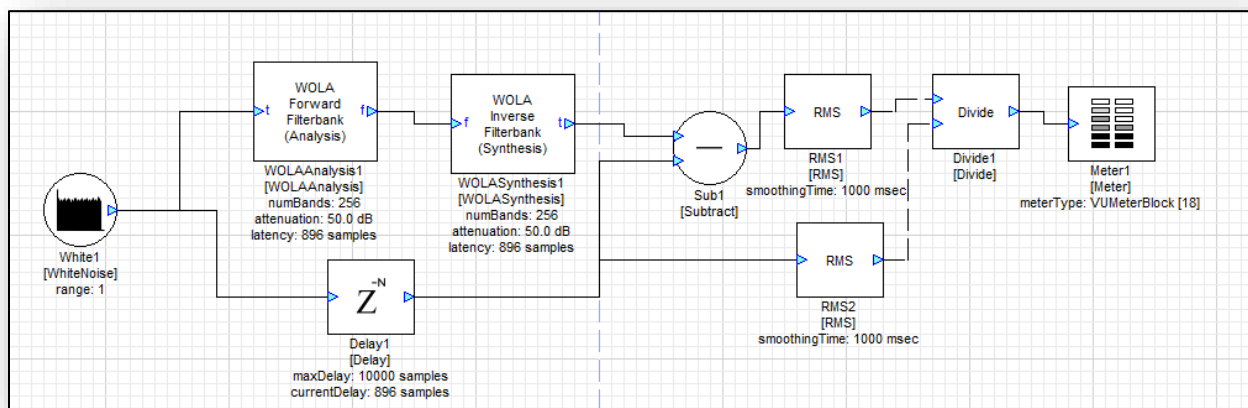 WOLA
Forward
Filterbank
(Analysis)
t
f
WOLAAnalysis1
[WOLAAnalysis]
numBands: 256
attenuation: 50.0 dB
latency: 896 samples
WOLA
Inverse
Filterbank
(Synthesis)
f
t
WOLASynthesis1
[WOLASynthesis]
numBands: 256
attenuation: 50.0 dB
latency: 896 samples
Sub1
[Subtract]
RMS
RMS1
[RMS]
smoothingTime: 1000 msec
Divide
Divide1
[Divide]
Meter1
[Meter]
meterType: VUMeterBlock [18]
White1
[WhiteNoise]
range: 1
Z-N
Delay1
[Delay]
maxDelay: 10000 samples
currentDelay: 896 samples
RMS
RMS2
[RMS]
smoothingTime: 1000 msec